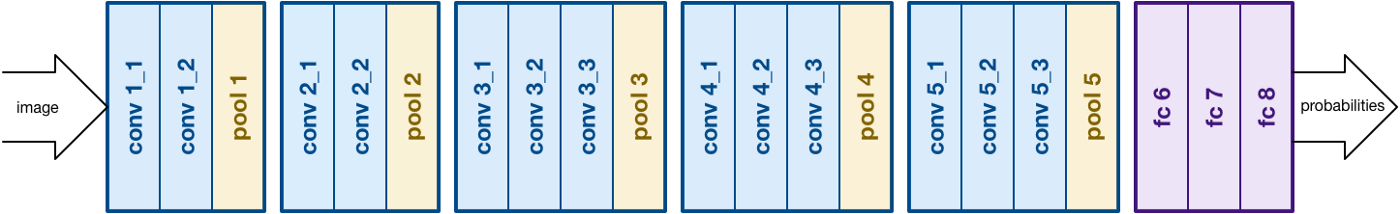 image
conv 1_1
conv 1_2
pool 1
conv 2_1
conv 2_2
pool 2
conv 3_1
conv 3_2
conv 3_3
pool 3
conv 4_1
conv 4_2
conv 4_3
pool 4
conv 5_1
conv 5_2
conv 5_3
pool 5
fc 6
fc 7
fc 8
probabilities